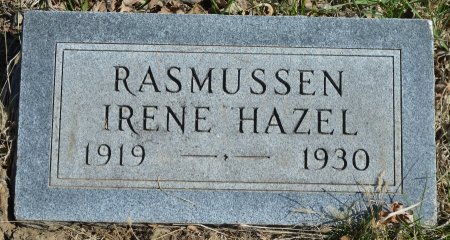 RASMUSSEN
IRENE HAZEL
1919 — 1930